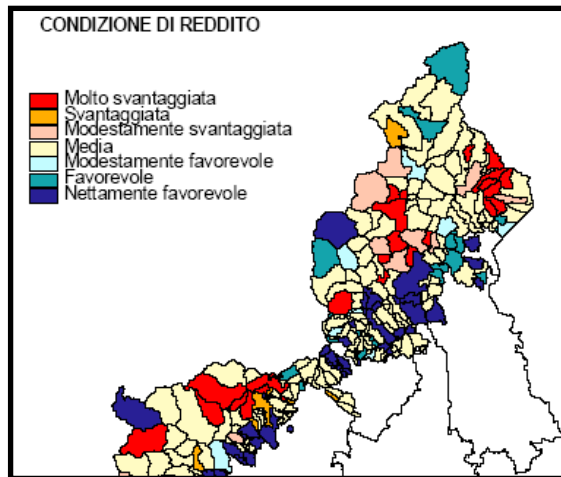 CONDIZIONE DI REDDITO
Molto svantaggiata
Svantaggiata
Modestamente svantaggiata
Media
Modestamente favorevole
Favorevole
Nettamente favorevole